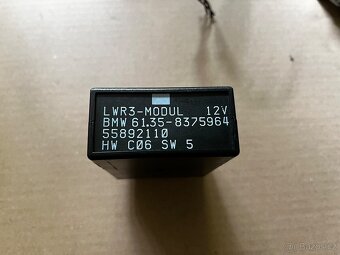 LWR3-MODUL 12V
BMW 61.35-8375964
55892110
HW C06 SW 5